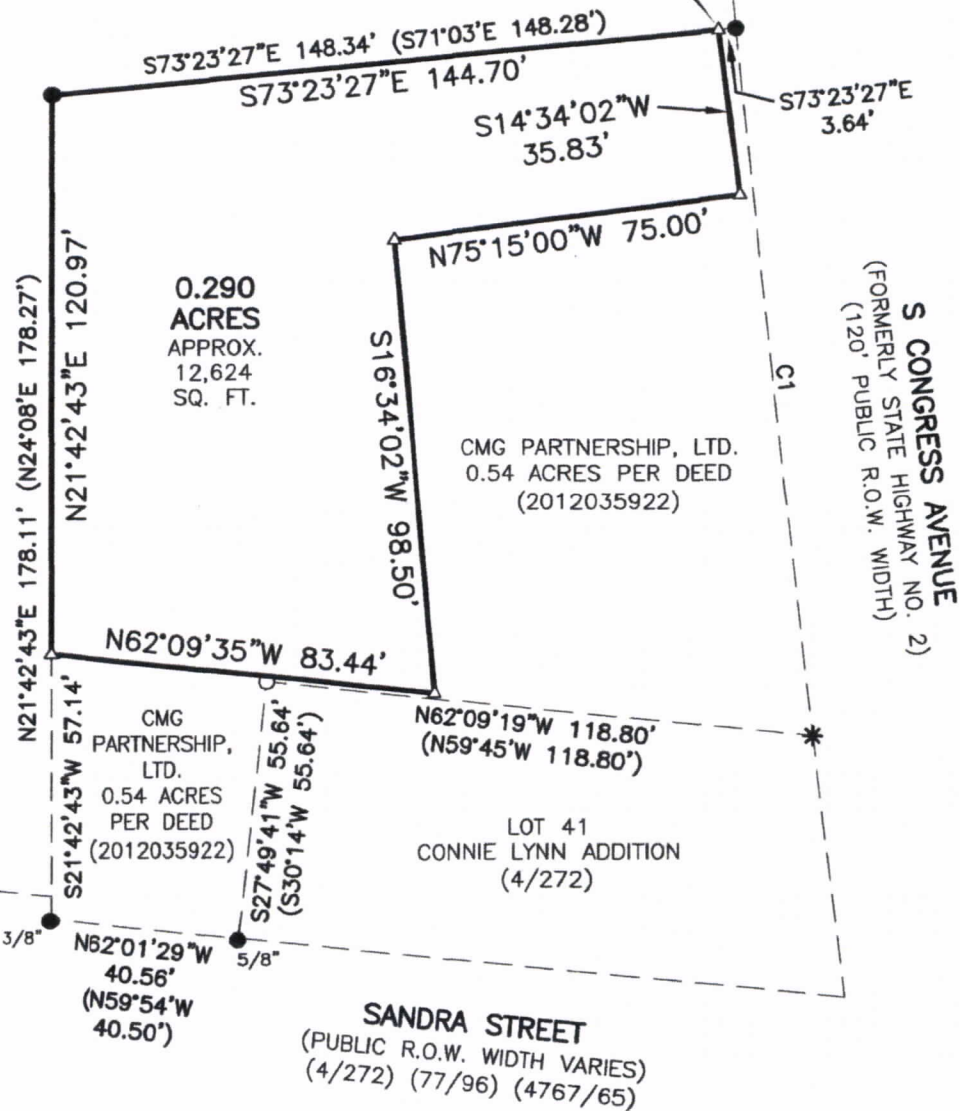 S73°23'27"E 148.34' (S71°03'E 148.28')
S73°23'27"E 144.70'
S14°34'02"W
35.83'
S73°23'27"E
3.64'
N75°15'00"W 75.00'
N21°42'43"E 178.11' (N24°08'E 178.27')
N21°42'43"E 120.97'
0.290
ACRES
APPROX.
12,624
SQ. FT.
S16°34'02"W 98.50'
CMG PARTNERSHIP, LTD.
0.54 ACRES PER DEED
(2012035922)
C1
S CONGRESS AVENUE
(FORMERLY STATE HIGHWAY NO. 2)
(120' PUBLIC R.O.W. WIDTH)
N62°09'35"W 83.44'
S21°42'43"W 57.14'
CMG
PARTNERSHIP,
LTD.
0.54 ACRES
PER DEED
(2012035922)
S27°49'41"W 55.64'
(S30°14'W 55.64')
N62°09'19"W 118.80'
(N59°45'W 118.80')
LOT 41
CONNIE LYNN ADDITION
(4/272)
3/8"
N62°01'29"W
40.56'
(N59°54'W
40.50')
5/8"
SANDRA STREET
(PUBLIC R.O.W. WIDTH VARIES)
(4/272) (77/96) (4767/65)